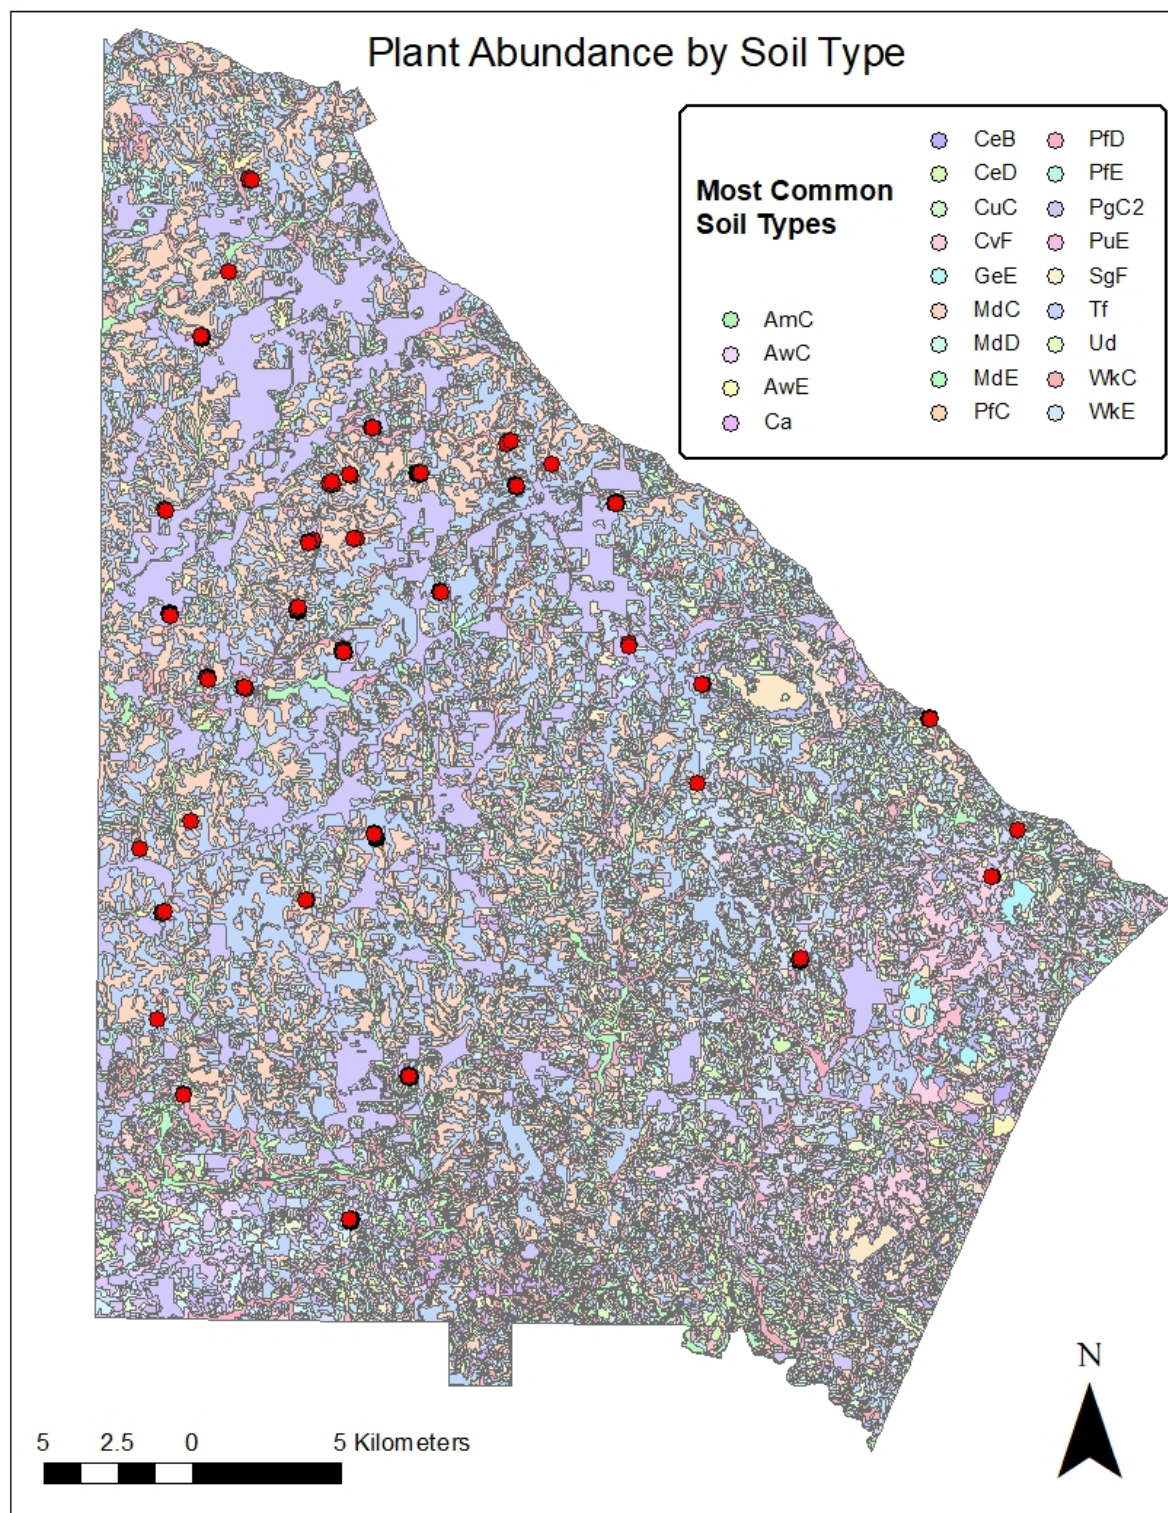 Plant Abundance by Soil Type
Most Common
Soil Types
AmC
AwC
AwE
Ca
CeB
CeD
CuC
CvF
GeE
MdC
MdD
MdE
PfC
PfD
PfE
PgC2
PuE
SgF
Tf
Ud
WkC
WkE
N
5 2.5 0 5 Kilometers